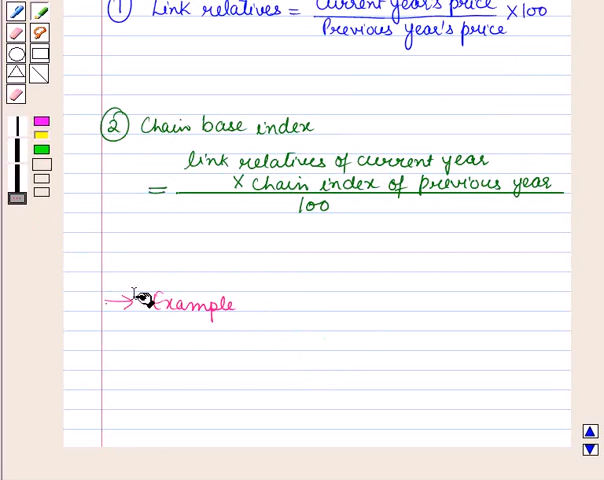 ① Link relatives = Current year's price / Previous year's price × 100
② Chain base index
= link relatives of current year
× chain index of previous year
100
→ Example